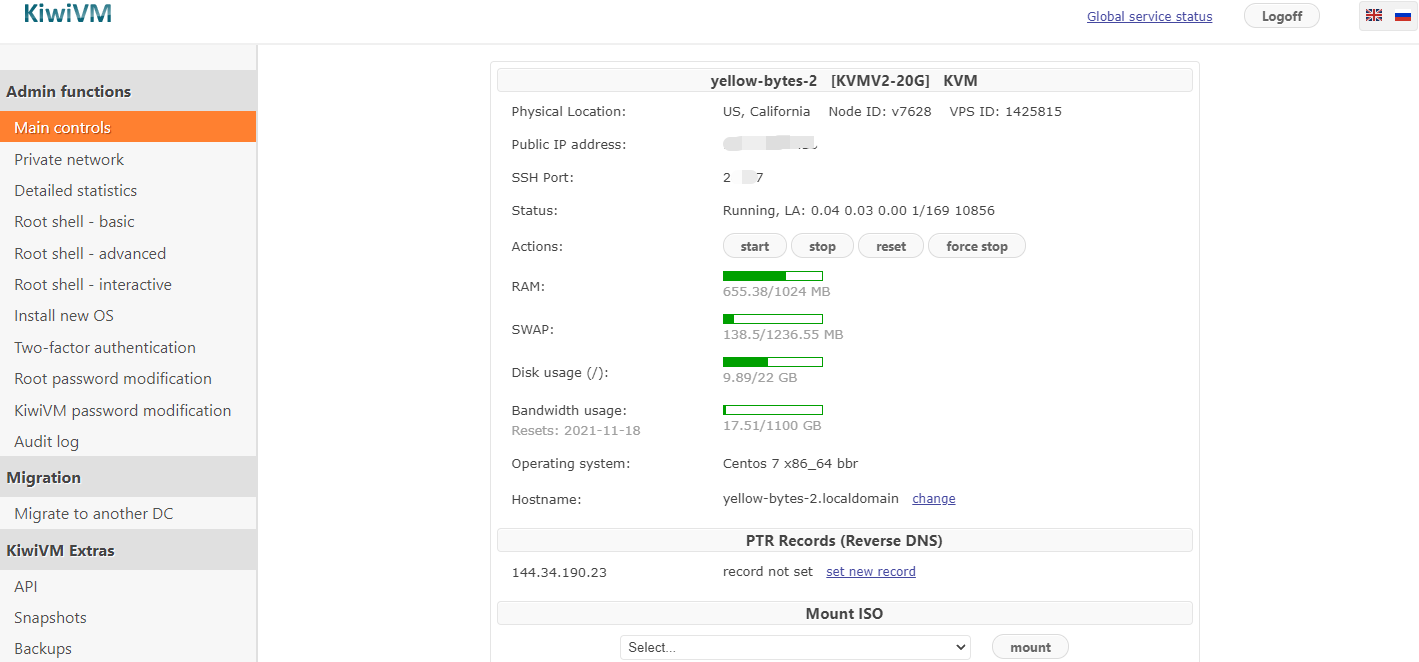 KiwiVM
Global service status
Logoff
Admin functions
Main controls
Private network
Detailed statistics
Root shell - basic
Root shell - advanced
Root shell - interactive
Install new OS
Two-factor authentication
Root password modification
KiwiVM password modification
Audit log
Migration
Migrate to another DC
KiwiVM Extras
API
Snapshots
Backups
yellow-bytes-2 [KVMV2-20G] KVM
Physical Location: US, California Node ID: v7628 VPS ID: 1425815
Public IP address:
SSH Port: 2 7
Status: Running, LA: 0.04 0.03 0.00 1/169 10856
Actions: start stop reset force stop
RAM: 655.38/1024 MB
SWAP: 138.5/1236.55 MB
Disk usage (/): 9.89/22 GB
Bandwidth usage: 17.51/1100 GB
Resets: 2021-11-18
Operating system: Centos 7 x86_64 bbr
Hostname: yellow-bytes-2.localdomain change
PTR Records (Reverse DNS)
144.34.190.23 record not set set new record
Mount ISO
Select... mount